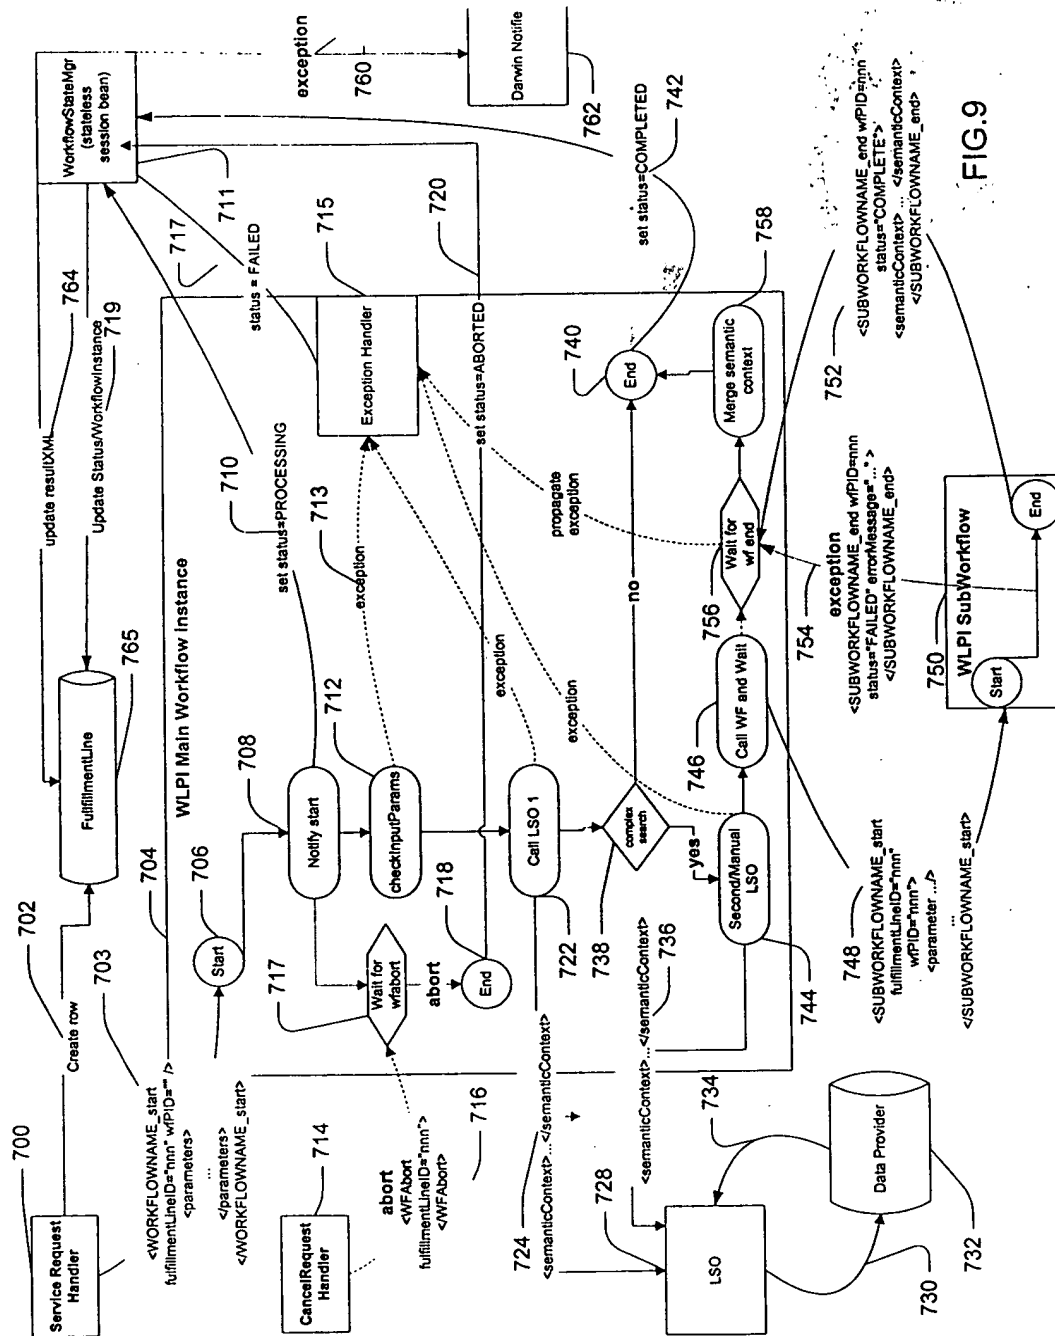 700
Service Request
Handler
702
Create row
703
704
<WORKFLOWNAME_start
fulfillmentLineID="nnn" wfPID="" />
<parameters>
...
</parameters>
</WORKFLOWNAME_start>
FullfillmentLine
765
update resultXML
764
Update Status/WorkflowInstance
719
WorkflowStateMgr
(stateless
session bean)
711
717
exception
760
Darwin Notifie
762
WLPI Main Workflow Instance
706
Start
708
Notify start
710
set status=PROCESSING
status = FAILED
712
checkInputParams
713
exception
715
Exception Handler
714
CancelRequest
Handler
abort
<WFAbort
fulfillmentLineID="nnn">
</WFAbort>
716
717
Wait for
wfabort
abort
718
End
set status=ABORTED
720
722
Call LSO 1
exception
724
<semanticContext>...</semanticContext>
738
complex
search
no
yes
exception
740
End
set status=COMPLETED
742
<semanticContext>...</semanticContext>
736
744
Second/Manual
LSO
746
Call WF and Wait
756
Wait for
wf end
propagate
exception
Merge semantic
context
758
728
LSO
734
730
Data Provider
732
748
<SUBWORKFLOWNAME_start
fulfillmentLineID="nnn"
wfPID="nnn">
<parameter .../>
...
</SUBWORKFLOWNAME_start>
754
exception
<SUBWORKFLOWNAME_end wfPID=nnn
status="FAILED" errorMessage="..." >
</SUBWORKFLOWNAME_end>
752
<SUBWORKFLOWNAME_end wfPID=nnn
status="COMPLETE">
<semanticContext> ... </semanticContext>
</SUBWORKFLOWNAME_end>
750
WLPI SubWorkflow
Start
End
FIG.9